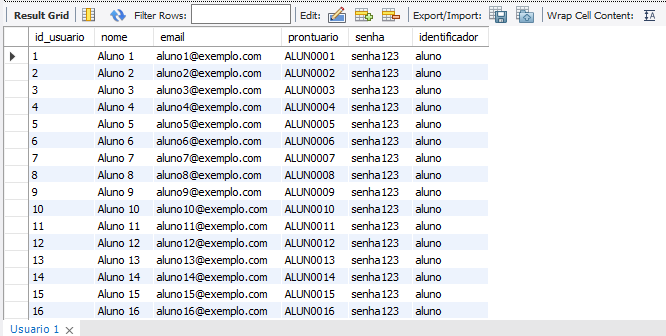 Result Grid Filter Rows: Edit: Export/Import: Wrap Cell Content: IA
id_usuario nome email prontuario senha identificador
1 Aluno 1 aluno1@exemplo.com ALUN0001 senha123 aluno
2 Aluno 2 aluno2@exemplo.com ALUN0002 senha123 aluno
3 Aluno 3 aluno3@exemplo.com ALUN0003 senha123 aluno
4 Aluno 4 aluno4@exemplo.com ALUN0004 senha123 aluno
5 Aluno 5 aluno5@exemplo.com ALUN0005 senha123 aluno
6 Aluno 6 aluno6@exemplo.com ALUN0006 senha123 aluno
7 Aluno 7 aluno7@exemplo.com ALUN0007 senha123 aluno
8 Aluno 8 aluno8@exemplo.com ALUN0008 senha123 aluno
9 Aluno 9 aluno9@exemplo.com ALUN0009 senha123 aluno
10 Aluno 10 aluno10@exemplo.com ALUN0010 senha123 aluno
11 Aluno 11 aluno11@exemplo.com ALUN0011 senha123 aluno
12 Aluno 12 aluno12@exemplo.com ALUN0012 senha123 aluno
13 Aluno 13 aluno13@exemplo.com ALUN0013 senha123 aluno
14 Aluno 14 aluno14@exemplo.com ALUN0014 senha123 aluno
15 Aluno 15 aluno15@exemplo.com ALUN0015 senha123 aluno
16 Aluno 16 aluno16@exemplo.com ALUN0016 senha123 aluno
Usuario 1